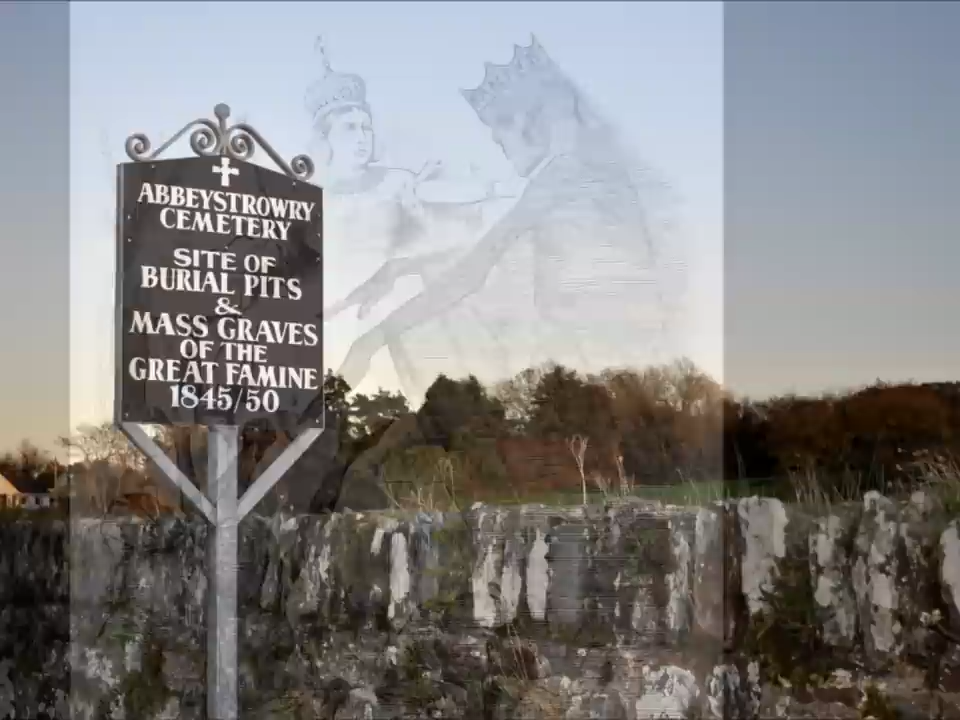 ABBEYSTROWRY
CEMETERY
SITE OF
BURIAL PITS
&
MASS GRAVES
OF THE
GREAT FAMINE
1845/50